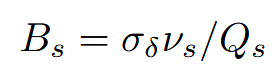 B_s = σ_δ ν_s / Q_s